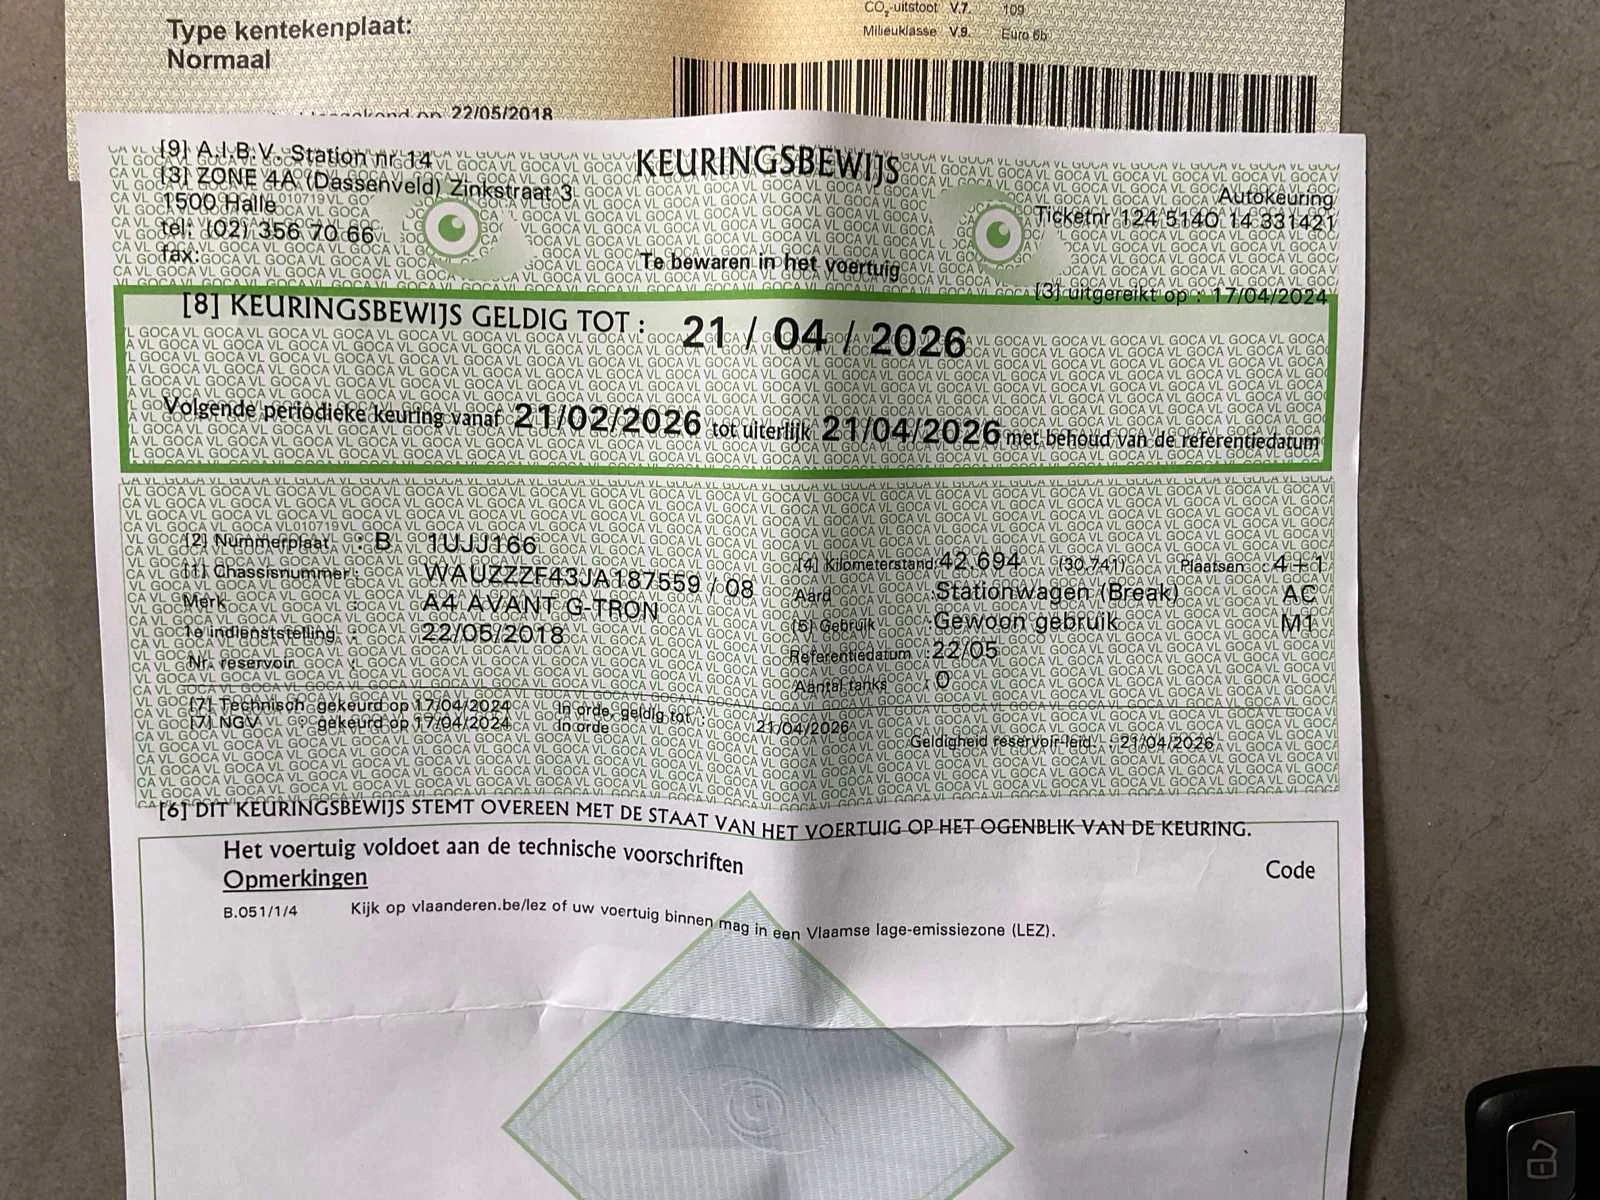 Type kentekenplaat:
Normaal
CO₂-uitstoot V.7. 109
Milieuklasse V.9. Euro 6b
op 22/05/2018
[9] A.I.B.V. Station nr 14
[3] ZONE 4A (Dassenveld) Zinkstraat 3
1500 Halle
tel: (02) 356 70 66
fax:
KEURINGSBEWIJS
Te bewaren in het voertuig
Autokeuring
Ticketnr 124 5140 14 331421
[3] uitgereikt op : 17/04/2024
[8] KEURINGSBEWIJS GELDIG TOT : 21 / 04 / 2026
Volgende periodieke keuring vanaf 21/02/2026 tot uiterlijk 21/04/2026 met behoud van de referentiedatum
[2] Nummerplaat : B 1UJJ166
[1] Chassisnummer : WAUZZZF43JA187559 / 08
Merk : A4 AVANT G-TRON
1e indienststelling : 22/05/2018
Nr. reservoir :
[4] Kilometerstand : 42.694 (30.741) Plaatsen : 4 + 1
Aard : Stationwagen (Break) AC
[5] Gebruik : Gewoon gebruik M1
Referentiedatum : 22/05
Aantal tanks : 0
[7] Technisch gekeurd op 17/04/2024 In orde, geldig tot : 21/04/2026
[7] NGV : gekeurd op 17/04/2024 In orde
Geldigheid reservoir-leid. : 21/04/2026
[6] DIT KEURINGSBEWIJS STEMT OVEREEN MET DE STAAT VAN HET VOERTUIG OP HET OGENBLIK VAN DE KEURING.
Het voertuig voldoet aan de technische voorschriften
Opmerkingen Code
B.051/1/4 Kijk op vlaanderen.be/lez of uw voertuig binnen mag in een Vlaamse lage-emissiezone (LEZ).